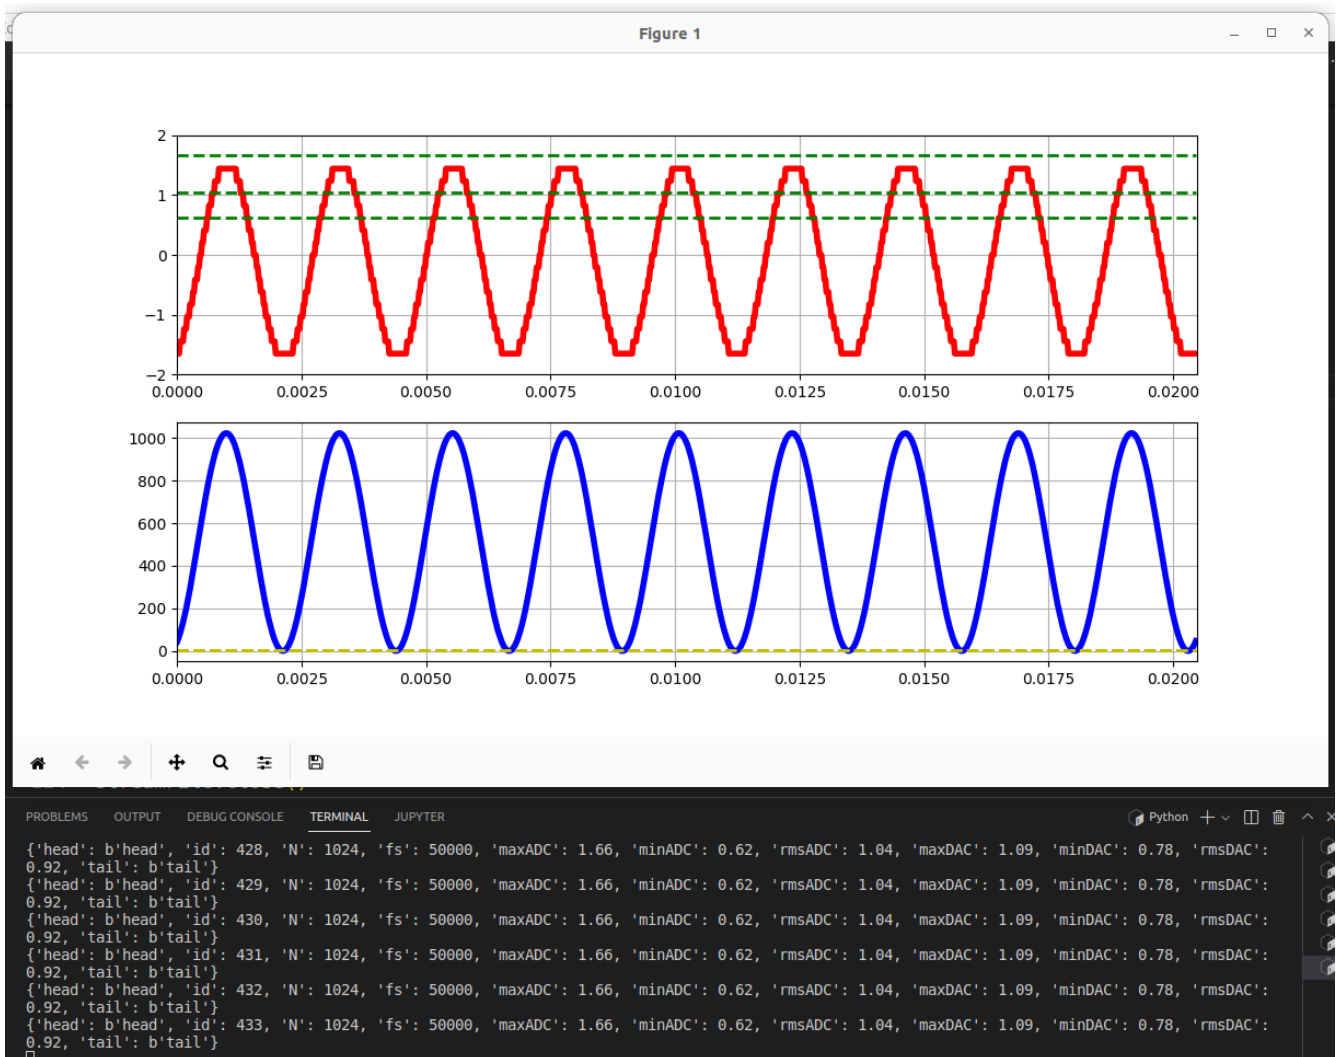 Figure 1
2
1
0
−1
−2
0.0000 0.0025 0.0050 0.0075 0.0100 0.0125 0.0150 0.0175 0.0200
1000
800
600
400
200
0
0.0000 0.0025 0.0050 0.0075 0.0100 0.0125 0.0150 0.0175 0.0200
PROBLEMS OUTPUT DEBUG CONSOLE TERMINAL JUPYTER Python
{'head': b'head', 'id': 428, 'N': 1024, 'fs': 50000, 'maxADC': 1.66, 'minADC': 0.62, 'rmsADC': 1.04, 'maxDAC': 1.09, 'minDAC': 0.78, 'rmsDAC':
0.92, 'tail': b'tail'}
{'head': b'head', 'id': 429, 'N': 1024, 'fs': 50000, 'maxADC': 1.66, 'minADC': 0.62, 'rmsADC': 1.04, 'maxDAC': 1.09, 'minDAC': 0.78, 'rmsDAC':
0.92, 'tail': b'tail'}
{'head': b'head', 'id': 430, 'N': 1024, 'fs': 50000, 'maxADC': 1.66, 'minADC': 0.62, 'rmsADC': 1.04, 'maxDAC': 1.09, 'minDAC': 0.78, 'rmsDAC':
0.92, 'tail': b'tail'}
{'head': b'head', 'id': 431, 'N': 1024, 'fs': 50000, 'maxADC': 1.66, 'minADC': 0.62, 'rmsADC': 1.04, 'maxDAC': 1.09, 'minDAC': 0.78, 'rmsDAC':
0.92, 'tail': b'tail'}
{'head': b'head', 'id': 432, 'N': 1024, 'fs': 50000, 'maxADC': 1.66, 'minADC': 0.62, 'rmsADC': 1.04, 'maxDAC': 1.09, 'minDAC': 0.78, 'rmsDAC':
0.92, 'tail': b'tail'}
{'head': b'head', 'id': 433, 'N': 1024, 'fs': 50000, 'maxADC': 1.66, 'minADC': 0.62, 'rmsADC': 1.04, 'maxDAC': 1.09, 'minDAC': 0.78, 'rmsDAC':
0.92, 'tail': b'tail'}